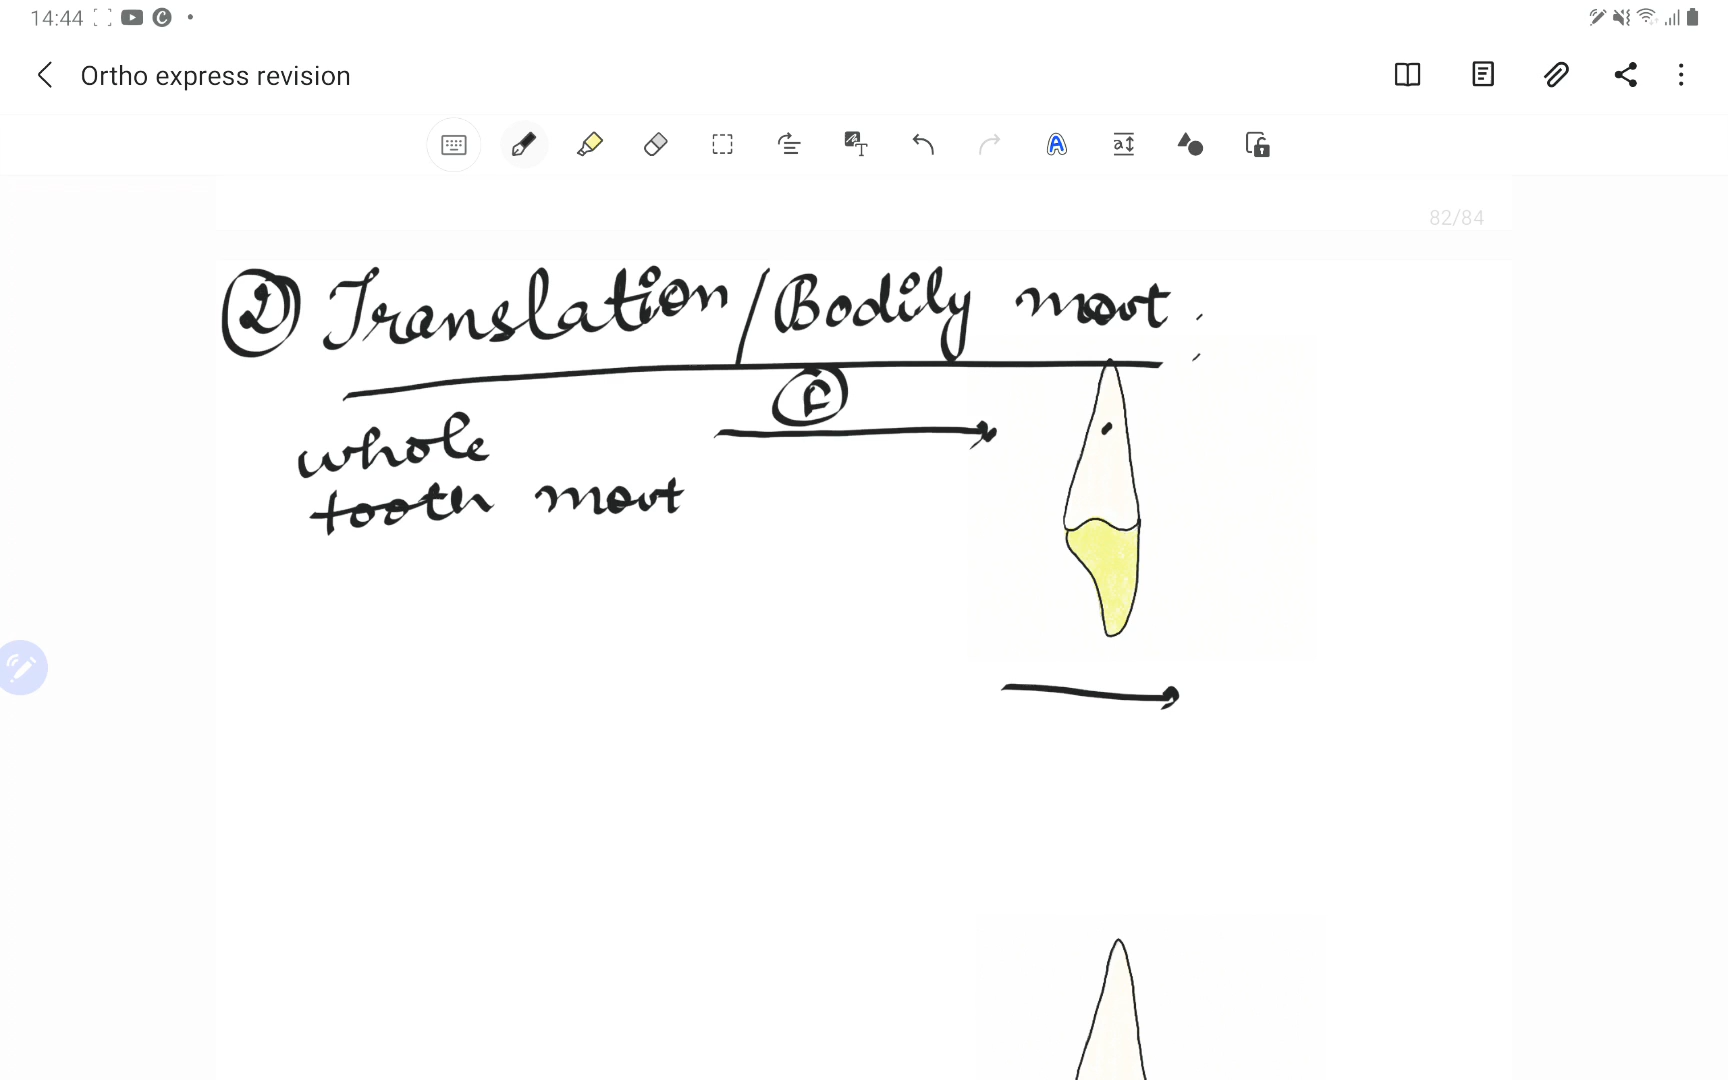 14:44
Ortho express revision
82/84
② Translation/Bodily movt.
F
whole
tooth movt